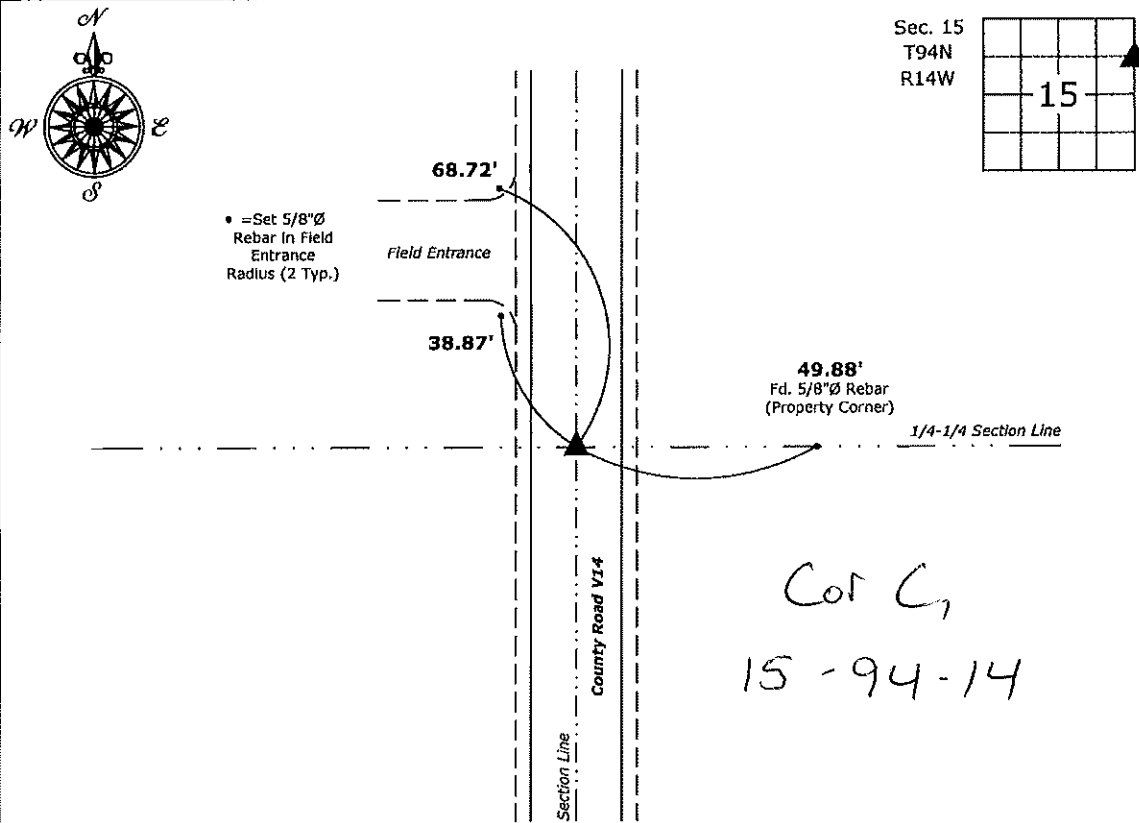 N
W
E
S
Sec. 15
T94N
R14W
15
68.72'
• =Set 5/8"Ø
Rebar in Field
Entrance
Radius (2 Typ.)
Field Entrance
38.87'
49.88'
Fd. 5/8"Ø Rebar
(Property Corner)
1/4-1/4 Section Line
County Road V14
Section Line
Cor C,
15-94-14